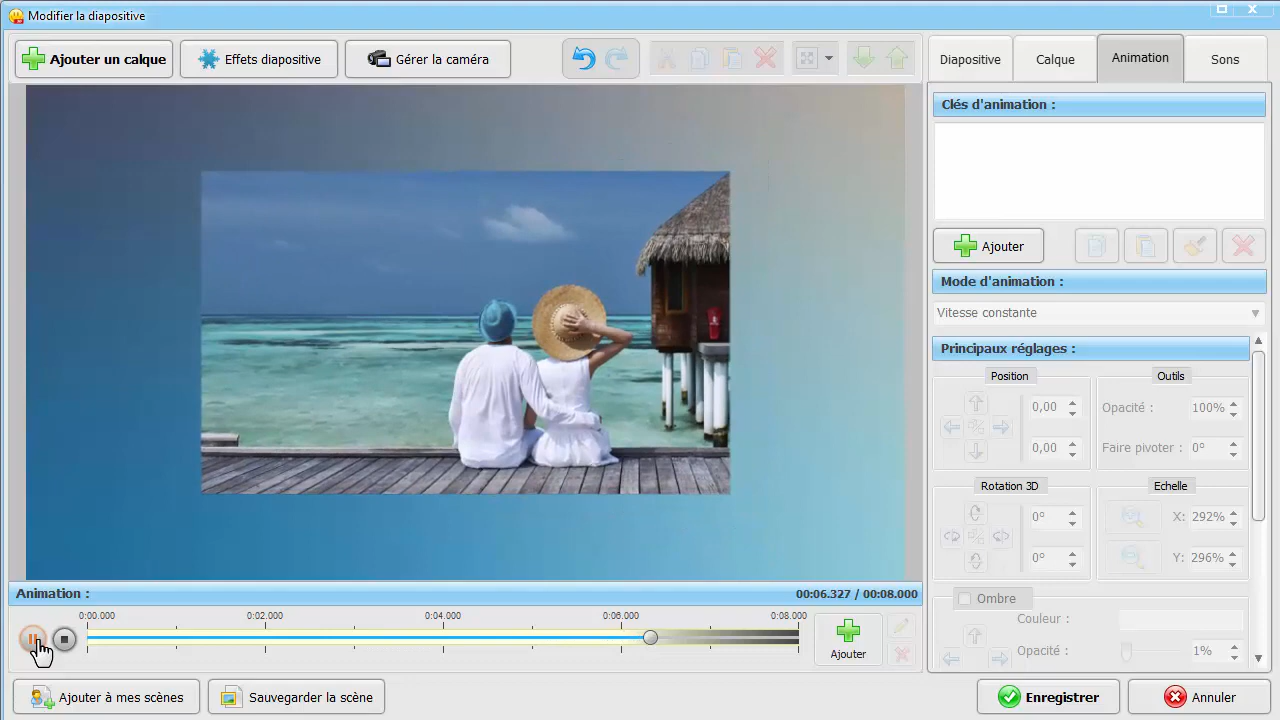 Modifier la diapositive
Ajouter un calque
Effets diapositive
Gérer la caméra
Diapositive
Calque
Animation
Sons
Clés d'animation :
Ajouter
Mode d'animation :
Vitesse constante
Principaux réglages :
Position
Outils
0,00
Opacité :
100%
0,00
Faire pivoter :
0°
Rotation 3D
Echelle
0°
X:
292%
0°
Y:
296%
Ombre
Couleur :
Opacité :
1%
Animation :
00:06.327 / 00:08.000
0:00.000
0:02.000
0:04.000
0:06.000
0:08.000
Ajouter
Ajouter à mes scènes
Sauvegarder la scène
Enregistrer
Annuler